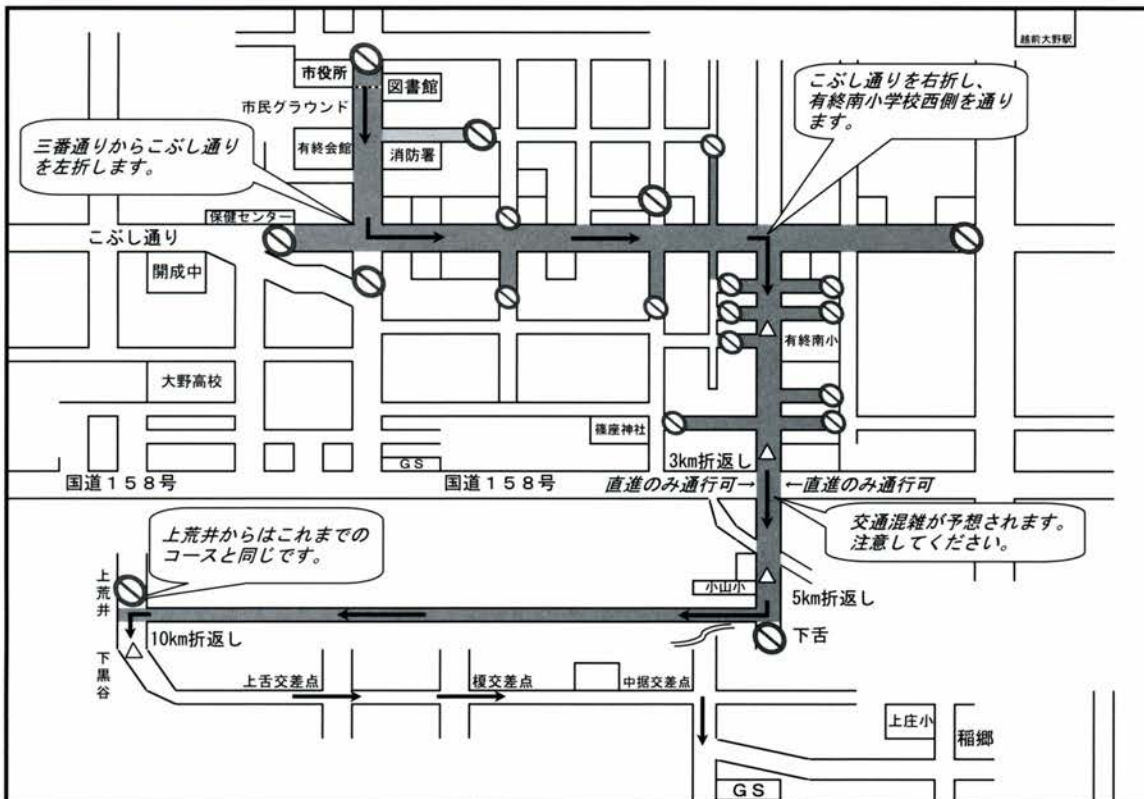 越前大野駅
市役所
図書館
市民グラウンド
こぶし通りを右折し、
有終南小学校西側を通り
ます。
三番通りからこぶし通り
を左折します。
有終会館
消防署
保健センター
こぶし通り
開成中
有終南小
大野高校
篠座神社
GS
3km折返し
国道158号
国道158号
直進のみ通行可→
←直進のみ通行可
上荒井からはこれまでの
コースと同じです。
交通混雑が予想されます。
注意してください。
上荒井
小山小
5km折返し
下舌
10km折返し
下黒谷
上舌交差点
榎交差点
中据交差点
上庄小
稲郷
GS